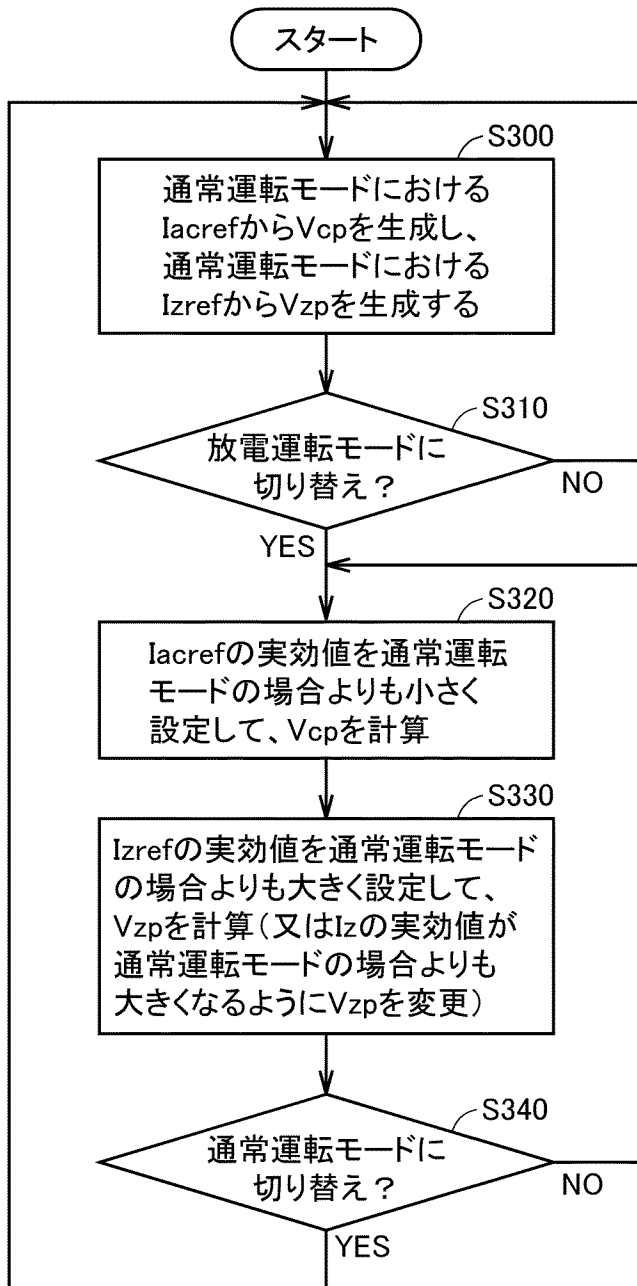 スタート
S300
通常運転モードにおける
IacrefからVcpを生成し、
通常運転モードにおける
IzrefからVzpを生成する
S310
放電運転モードに
切り替え？
NO
YES
S320
Iacrefの実効値を通常運転
モードの場合よりも小さく
設定して、Vcpを計算
S330
Izrefの実効値を通常運転モード
の場合よりも大きく設定して、
Vzpを計算（又はIzの実効値が
通常運転モードの場合よりも
大きくなるようにVzpを変更）
S340
通常運転モードに
切り替え？
NO
YES